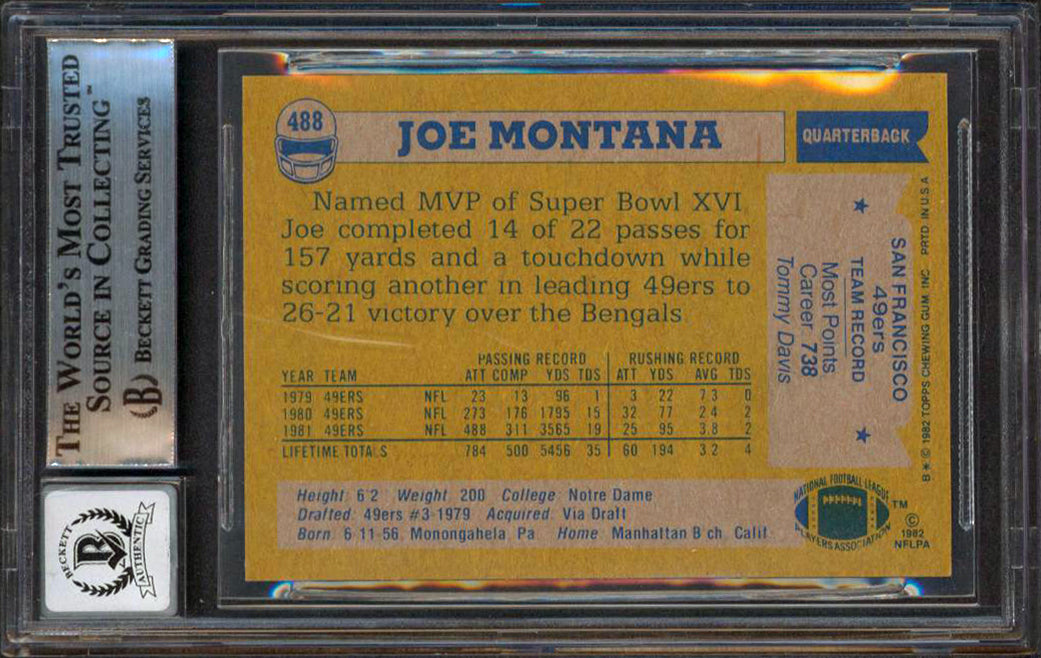 THE WORLD'S MOST TRUSTED
SOURCE IN COLLECTING™
B BECKETT GRADING SERVICES
BECKETT
B
AUTHENTIC
488
JOE MONTANA
QUARTERBACK
Named MVP of Super Bowl XVI
Joe completed 14 of 22 passes for
157 yards and a touchdown while
scoring another in leading 49ers to
26-21 victory over the Bengals
PASSING RECORD RUSHING RECORD
YEAR TEAM ATT COMP YDS TDS ATT YDS AVG TDS
1979 49ERS NFL 23 13 96 1 3 22 7.3 0
1980 49ERS NFL 273 176 1795 15 32 77 2.4 2
1981 49ERS NFL 488 311 3565 19 25 95 3.8 2
LIFETIME TOTALS 784 500 5456 35 60 194 3.2 4
Height: 6'2 Weight: 200 College: Notre Dame
Drafted: 49ers #3-1979 Acquired: Via Draft
Born: 6-11-56, Monongahela Pa Home: Manhattan B ch. Calif
SAN FRANCISCO
49ers
TEAM RECORD
Most Points
Career 738
Tommy Davis
B * © 1982 TOPPS CHEWING GUM INC PRTD IN U.S.A
NATIONAL FOOTBALL LEAGUE
PLAYERS ASSOCIATION
™
©
1982
NFLPA